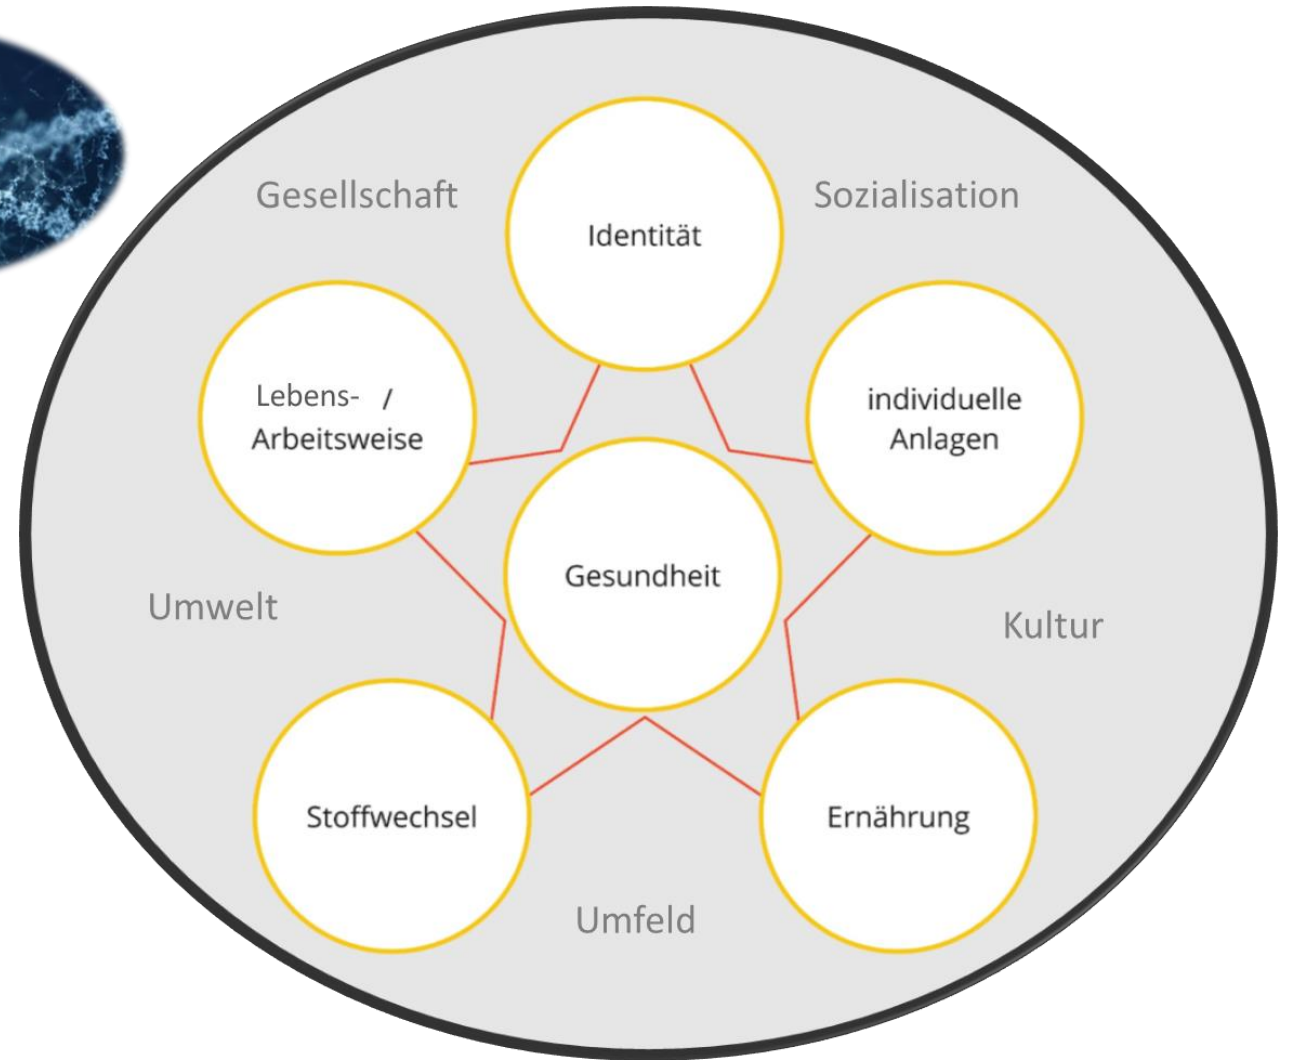 Gesellschaft
Sozialisation
Identität
Lebens- /
Arbeitsweise
individuelle
Anlagen
Gesundheit
Umwelt
Kultur
Stoffwechsel
Ernährung
Umfeld